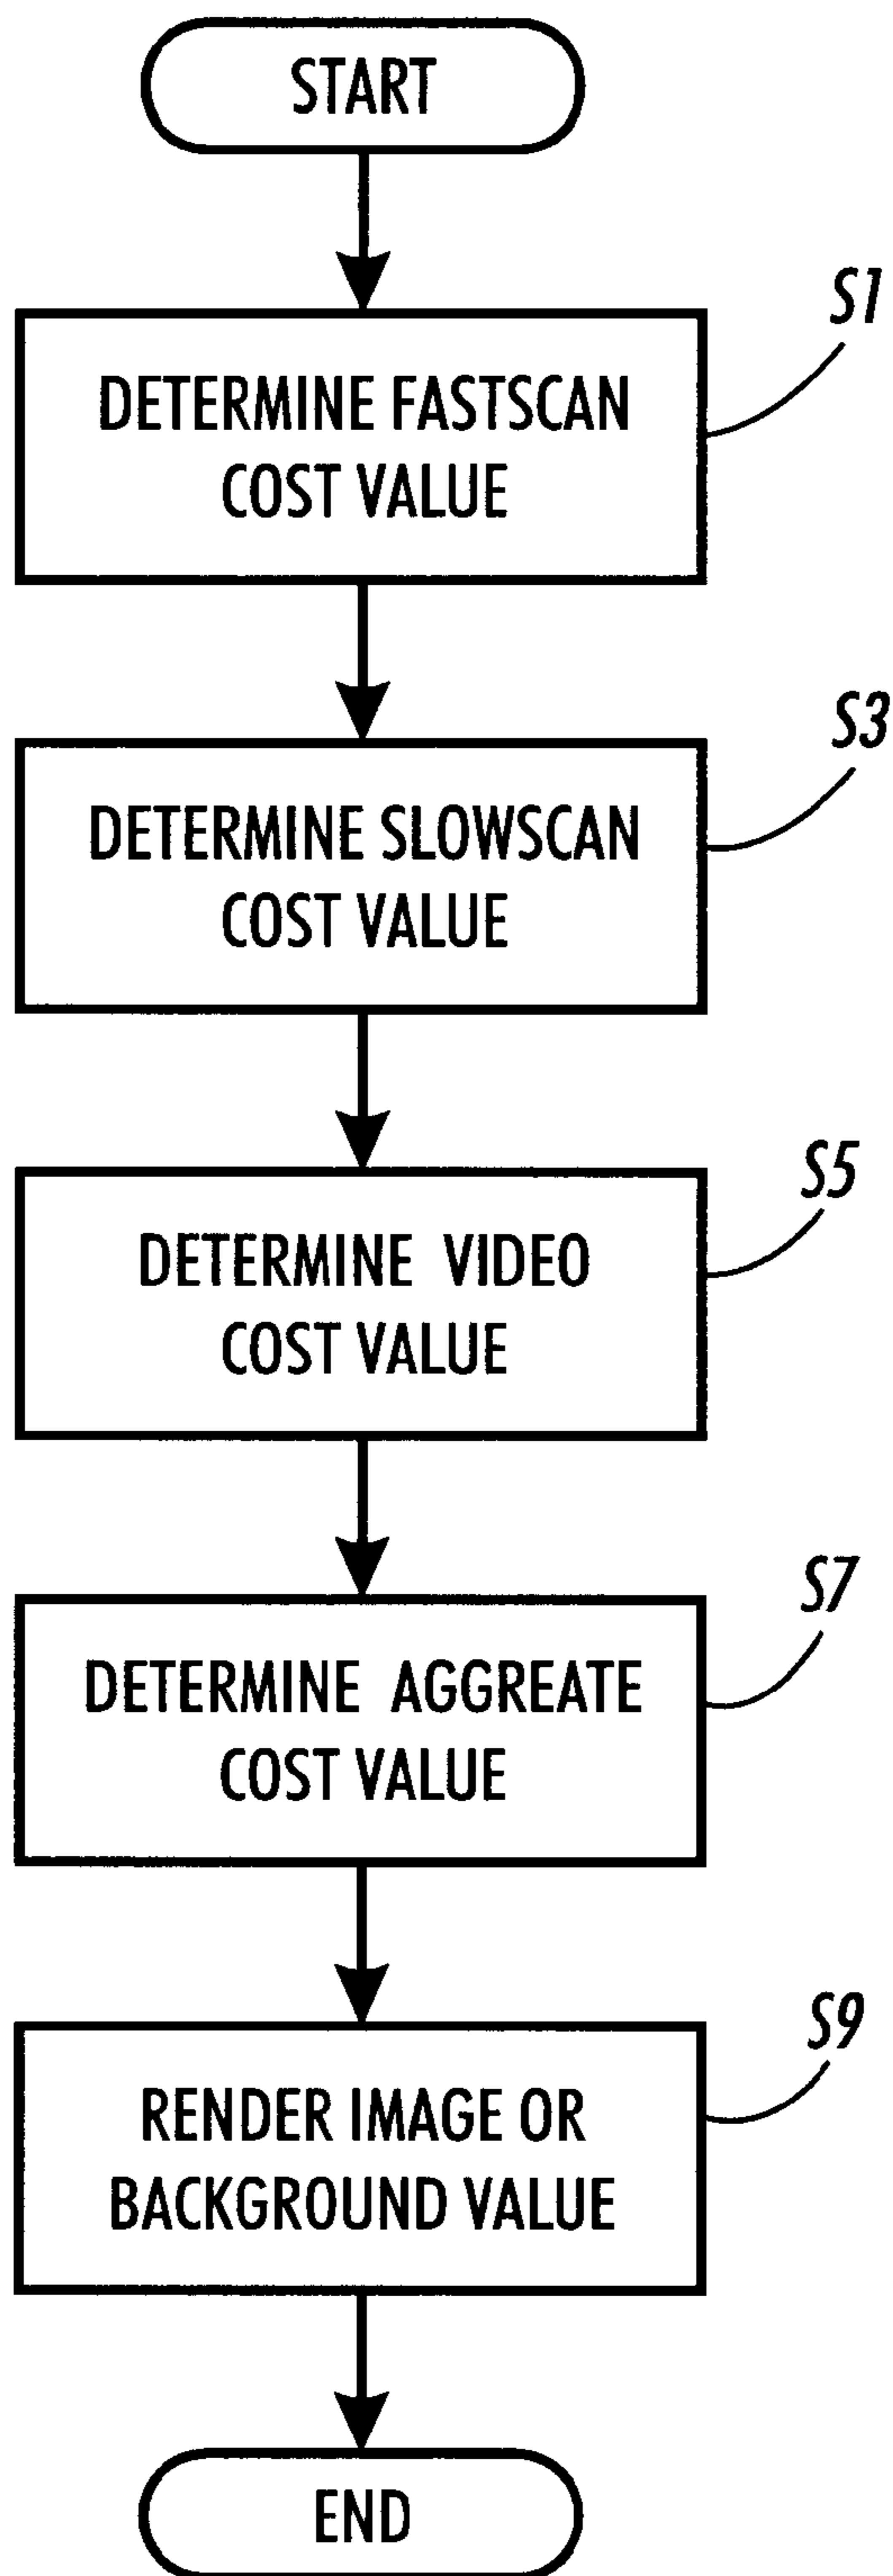 START
S1
DETERMINE FASTSCAN
COST VALUE
S3
DETERMINE SLOWSCAN
COST VALUE
S5
DETERMINE VIDEO
COST VALUE
S7
DETERMINE AGGREATE
COST VALUE
S9
RENDER IMAGE OR
BACKGROUND VALUE
END